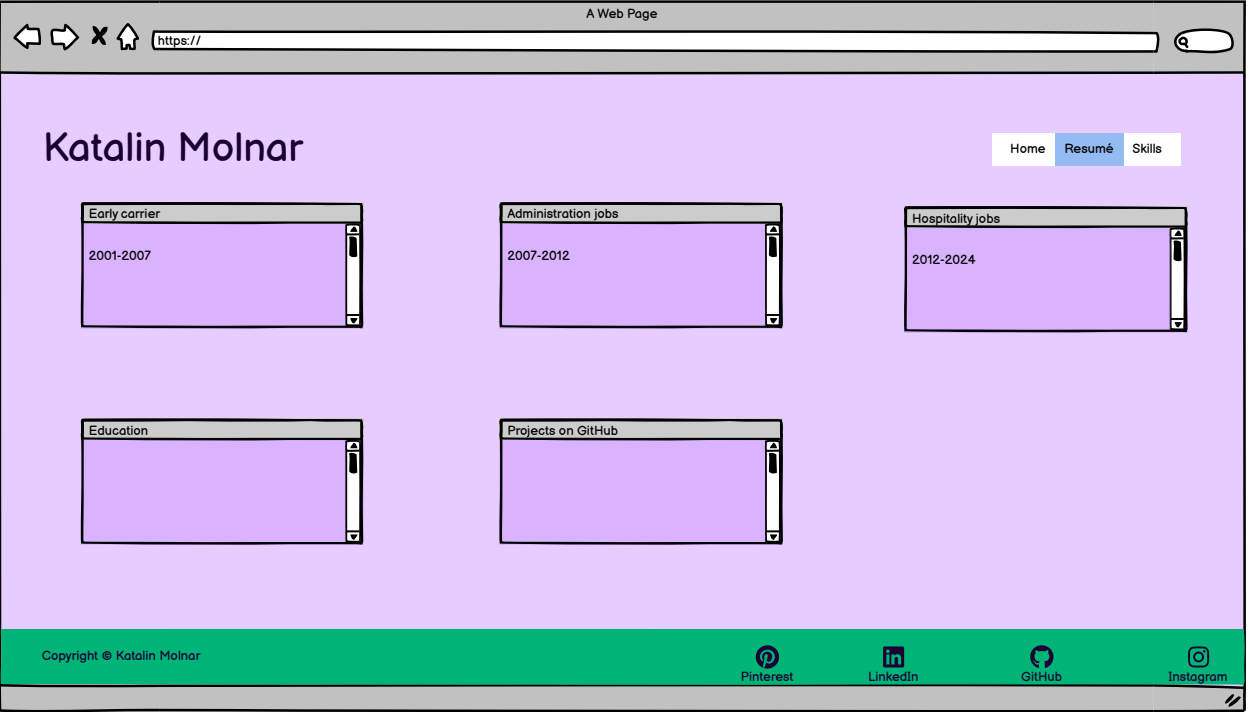 A Web Page
https://
Katalin Molnar
Home Resumé Skills
Early carrier
2001-2007
Administration jobs
2007-2012
Hospitality jobs
2012-2024
Education
Projects on GitHub
Copyright © Katalin Molnar
Pinterest
LinkedIn
GitHub
Instagram